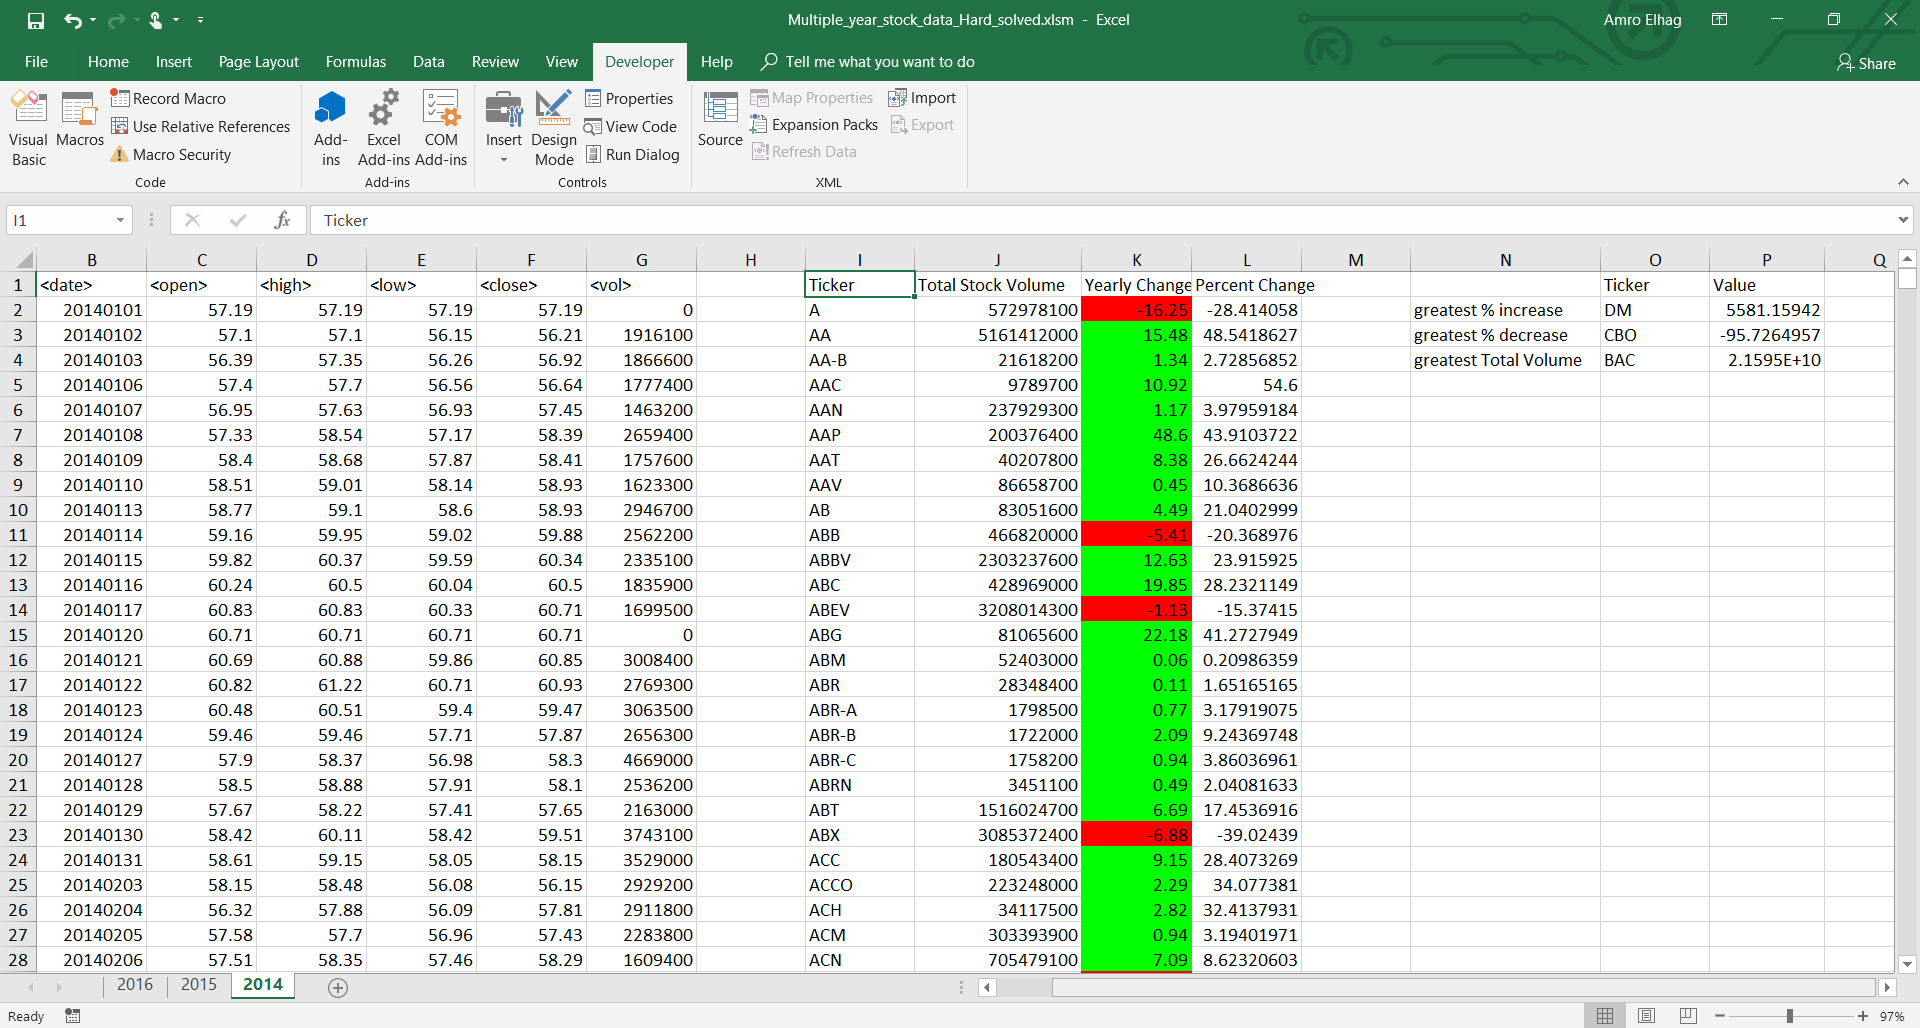 Multiple_year_stock_data_Hard_solved.xlsm - Excel
Amro Elhag
File Home Insert Page Layout Formulas Data Review View Developer Help Tell me what you want to do Share
Visual Basic
Macros
Record Macro
Use Relative References
Macro Security
Code
Add-ins
Excel Add-ins
COM Add-ins
Add-ins
Insert
Design Mode
Properties
View Code
Run Dialog
Controls
Source
Map Properties
Expansion Packs
Refresh Data
Import
Export
XML
I1 fx Ticker
B C D E F G H I J K L M N O P Q
1 <date> <open> <high> <low> <close> <vol> Ticker Total Stock Volume Yearly Change Percent Change Ticker Value
2 20140101 57.19 57.19 57.19 57.19 0 A 572978100 -16.25 -28.414058 greatest % increase DM 5581.15942
3 20140102 57.1 57.1 56.15 56.21 1916100 AA 5161412000 15.48 48.5418627 greatest % decrease CBO -95.7264957
4 20140103 56.39 57.35 56.26 56.92 1866600 AA-B 21618200 1.34 2.72856852 greatest Total Volume BAC 2.1595E+10
5 20140106 57.4 57.7 56.56 56.64 1777400 AAC 9789700 10.92 54.6
6 20140107 56.95 57.63 56.93 57.45 1463200 AAN 237929300 1.17 3.97959184
7 20140108 57.33 58.54 57.17 58.39 2659400 AAP 200376400 48.6 43.9103722
8 20140109 58.4 58.68 57.87 58.41 1757600 AAT 40207800 8.38 26.6624244
9 20140110 58.51 59.01 58.14 58.93 1623300 AAV 86658700 0.45 10.3686636
10 20140113 58.77 59.1 58.6 58.93 2946700 AB 83051600 4.49 21.0402999
11 20140114 59.16 59.95 59.02 59.88 2562200 ABB 466820000 -5.41 -20.368976
12 20140115 59.82 60.37 59.59 60.34 2335100 ABBV 2303237600 12.63 23.915925
13 20140116 60.24 60.5 60.04 60.5 1835900 ABC 428969000 19.85 28.2321149
14 20140117 60.83 60.83 60.33 60.71 1699500 ABEV 3208014300 -1.13 -15.37415
15 20140120 60.71 60.71 60.71 60.71 0 ABG 81065600 22.18 41.2727949
16 20140121 60.69 60.88 59.86 60.85 3008400 ABM 52403000 0.06 0.20986359
17 20140122 60.82 61.22 60.71 60.93 2769300 ABR 28348400 0.11 1.65165165
18 20140123 60.48 60.51 59.4 59.47 3063500 ABR-A 1798500 0.77 3.17919075
19 20140124 59.46 59.46 57.71 57.87 2656300 ABR-B 1722000 2.09 9.24369748
20 20140127 57.9 58.37 56.98 58.3 4669000 ABR-C 1758200 0.94 3.86036961
21 20140128 58.5 58.88 57.91 58.1 2536200 ABRN 3451100 0.49 2.04081633
22 20140129 57.67 58.22 57.41 57.65 2163000 ABT 1516024700 6.69 17.4536916
23 20140130 58.42 60.11 58.42 59.51 3743100 ABX 3085372400 -6.88 -39.02439
24 20140131 58.61 59.15 58.05 58.15 3529000 ACC 180543400 9.15 28.4073269
25 20140203 58.15 58.48 56.08 56.15 2929200 ACCO 223248000 2.29 34.077381
26 20140204 56.32 57.88 56.09 57.81 2911800 ACH 34117500 2.82 32.4137931
27 20140205 57.58 57.7 56.96 57.43 2283800 ACM 303393900 0.94 3.19401971
28 20140206 57.51 58.35 57.46 58.29 1609400 ACN 705479100 7.09 8.62320603
2016 2015 2014
Ready 97%